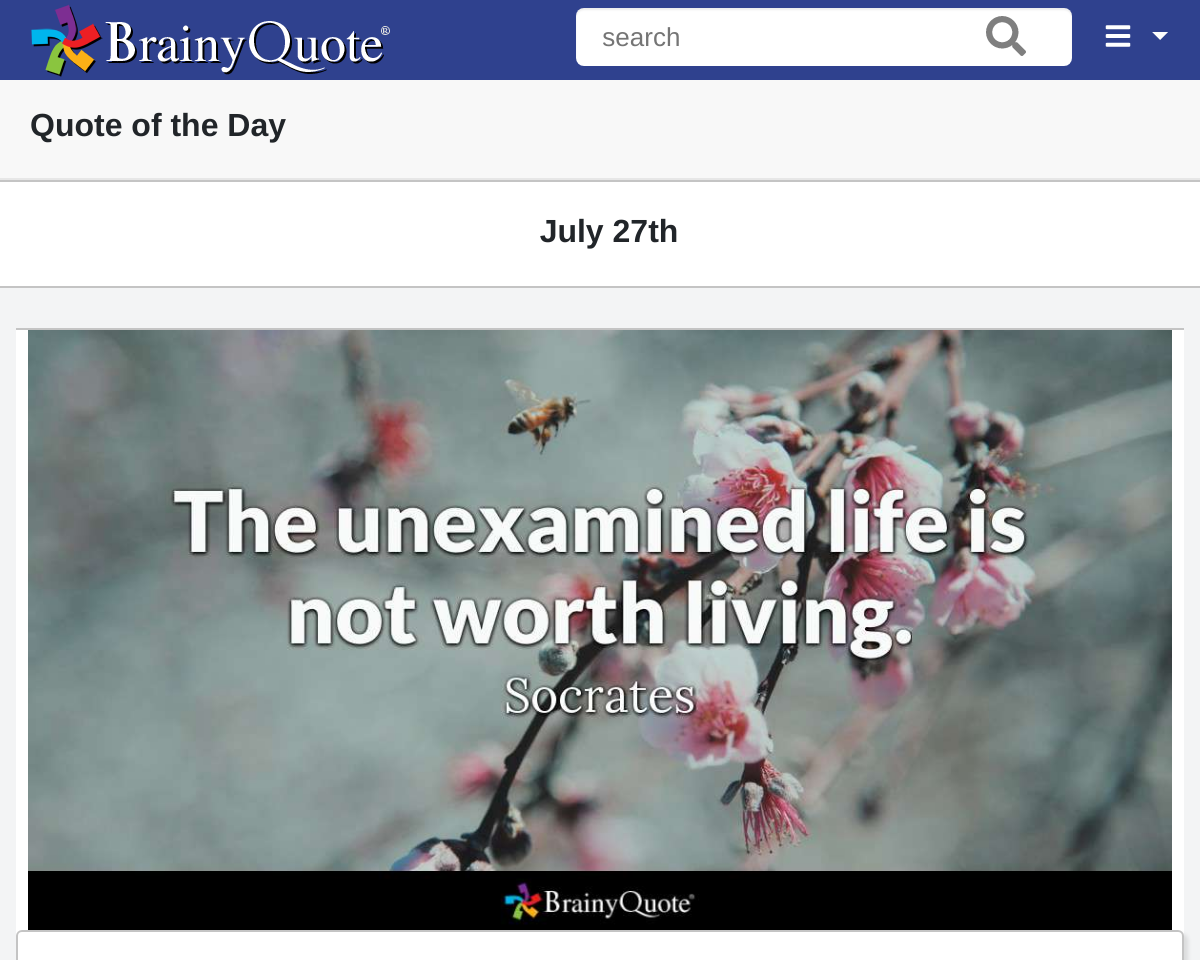 BrainyQuote®
search
Quote of the Day
July 27th
The unexamined life is
not worth living.
Socrates
BrainyQuote®